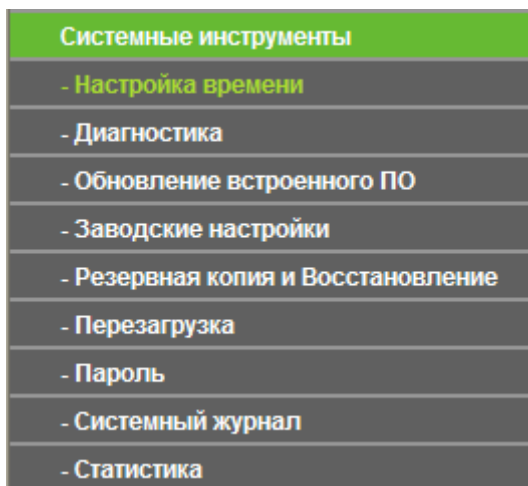 Системные инструменты
- Настройка времени
- Диагностика
- Обновление встроенного ПО
- Заводские настройки
- Резервная копия и Восстановление
- Перезагрузка
- Пароль
- Системный журнал
- Статистика